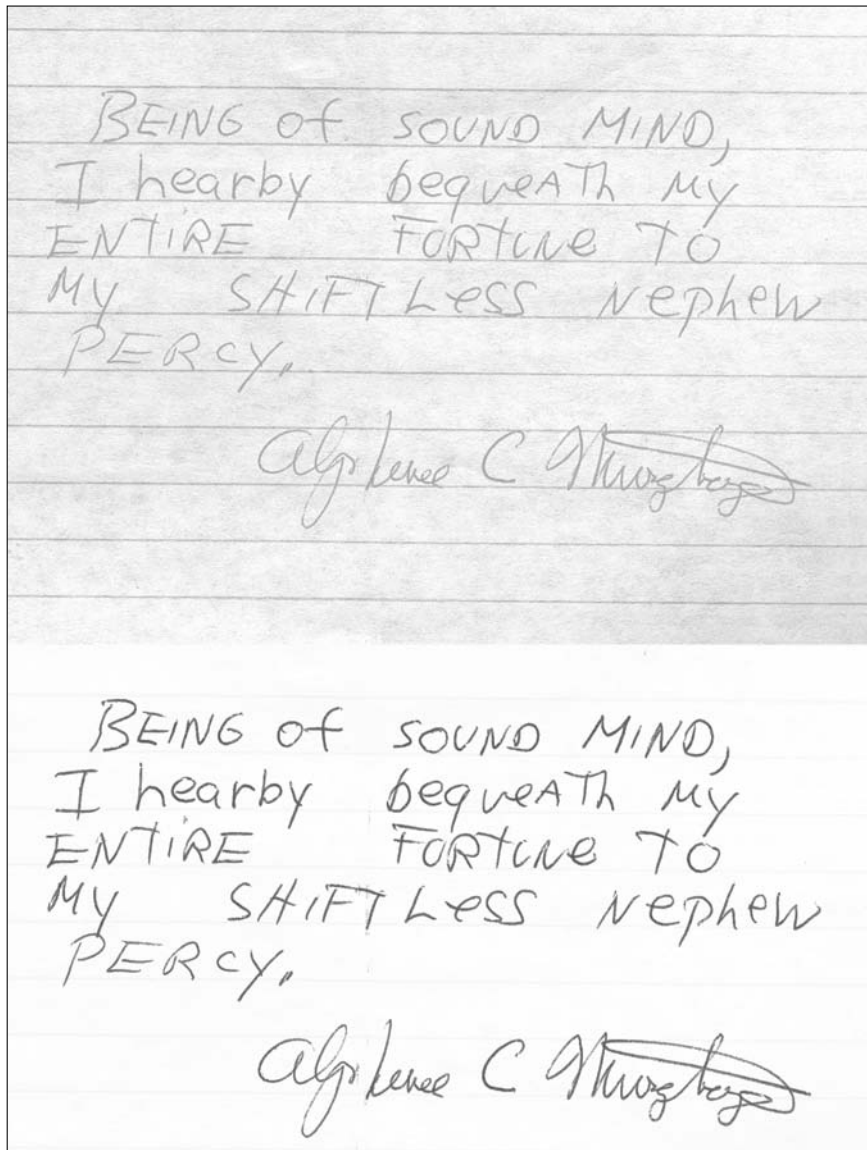 BEING of SOUND MIND,
I hearby bequeATh My
ENTIRE FORTUNe TO
My SHiFTLess Nephew
PERCY.
C
BEING of SOUND MIND,
I hearby bequeATh My
ENTIRE FORTUNe TO
My SHiFTLess Nephew
PERCY.
C